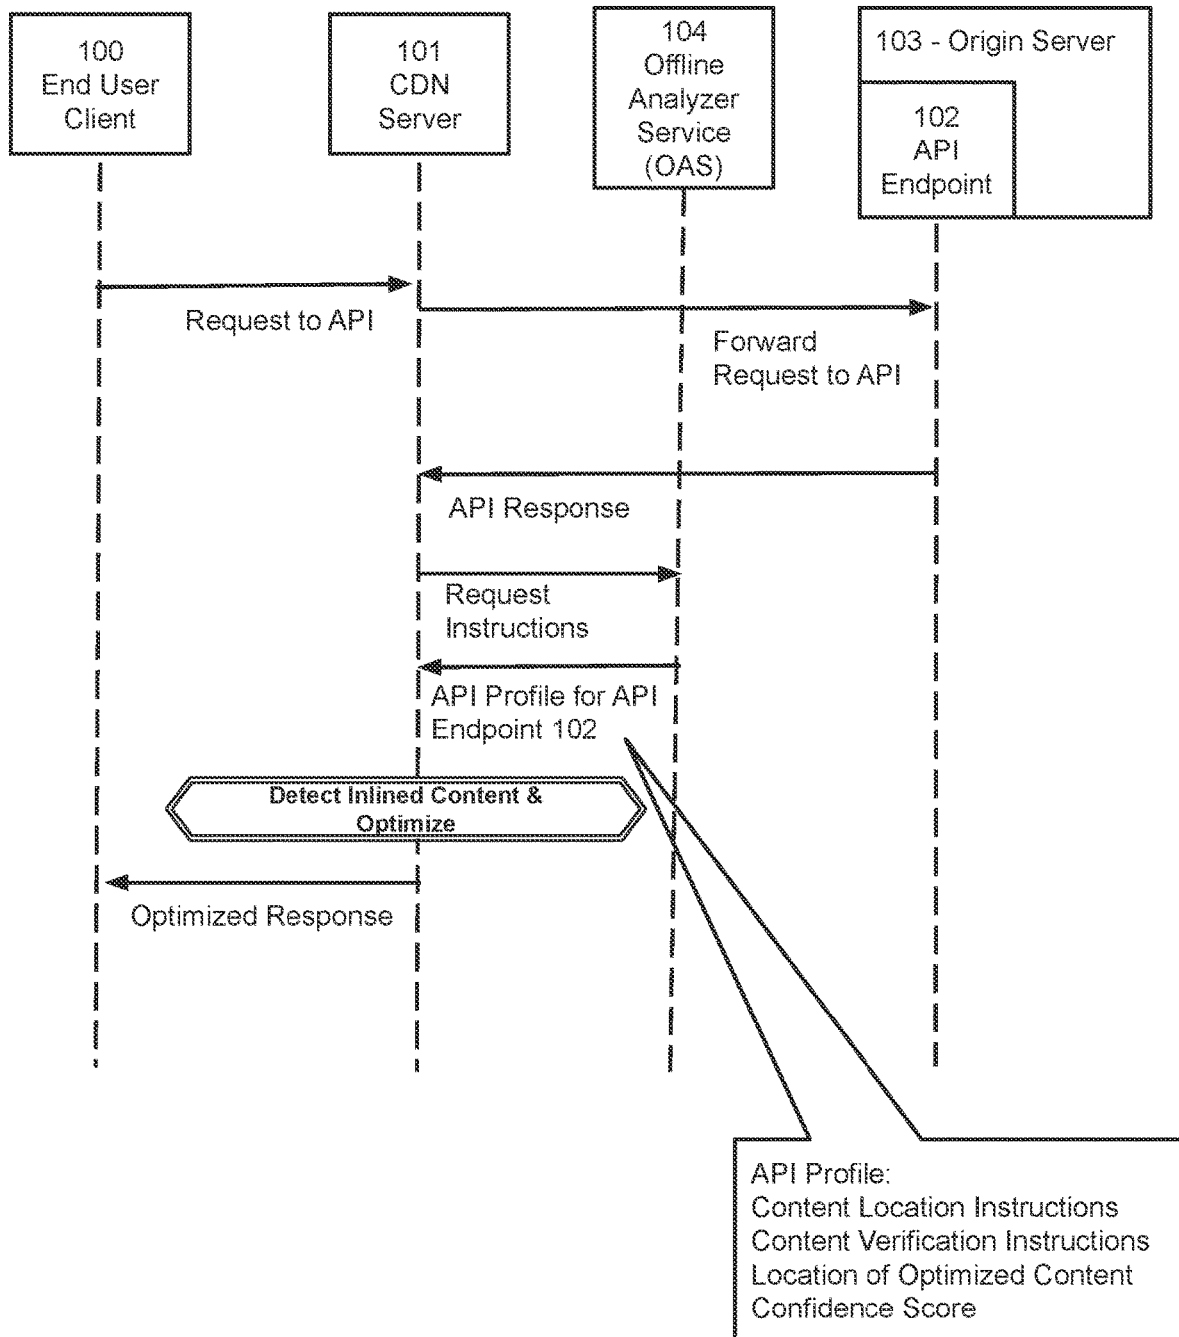 100
End User
Client
101
CDN
Server
104
Offline
Analyzer
Service
(OAS)
103 - Origin Server
102
API
Endpoint
Request to API
Forward
Request to API
API Response
Request
Instructions
API Profile for API
Endpoint 102
Detect Inlined Content &
Optimize
Optimized Response
API Profile:
Content Location Instructions
Content Verification Instructions
Location of Optimized Content
Confidence Score